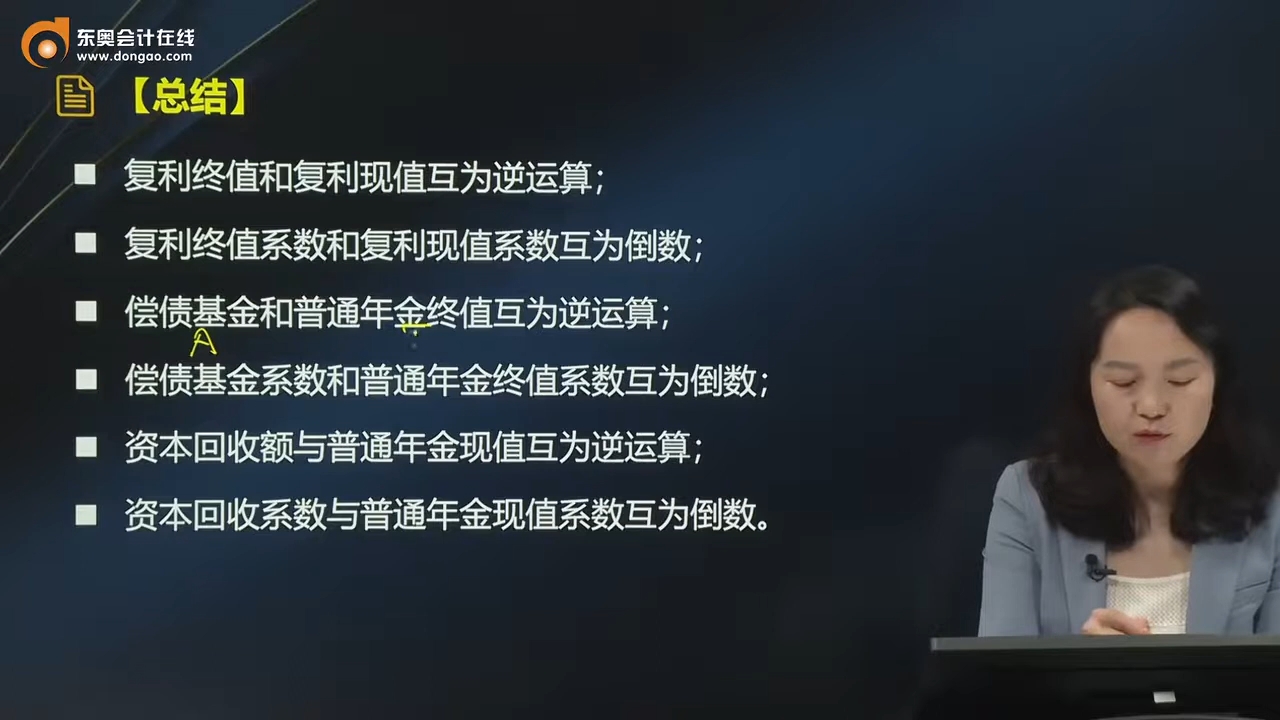 东奥会计在线
www.dongao.com
【总结】
复利终值和复利现值互为逆运算；
复利终值系数和复利现值系数互为倒数；
偿债基金和普通年金终值互为逆运算；
A
偿债基金系数和普通年金终值系数互为倒数；
资本回收额与普通年金现值互为逆运算；
资本回收系数与普通年金现值系数互为倒数。